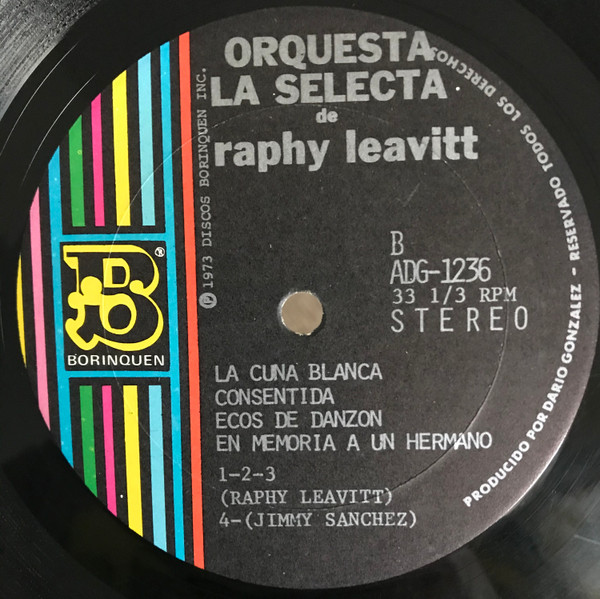 ORQUESTA
LA SELECTA
de
raphy leavitt
B
ADG-1236
33 1/3 RPM
STEREO
LA CUNA BLANCA
CONSENTIDA
ECOS DE DANZON
EN MEMORIA A UN HERMANO
1-2-3
(RAPHY LEAVITT)
4-(JIMMY SANCHEZ)
Ⓟ 1973 DISCOS BORINQUEN INC.
B
®
BORINQUEN
PRODUCIDO POR DARIO GONZALEZ - RESERVADO TODOS LOS DERECHOS